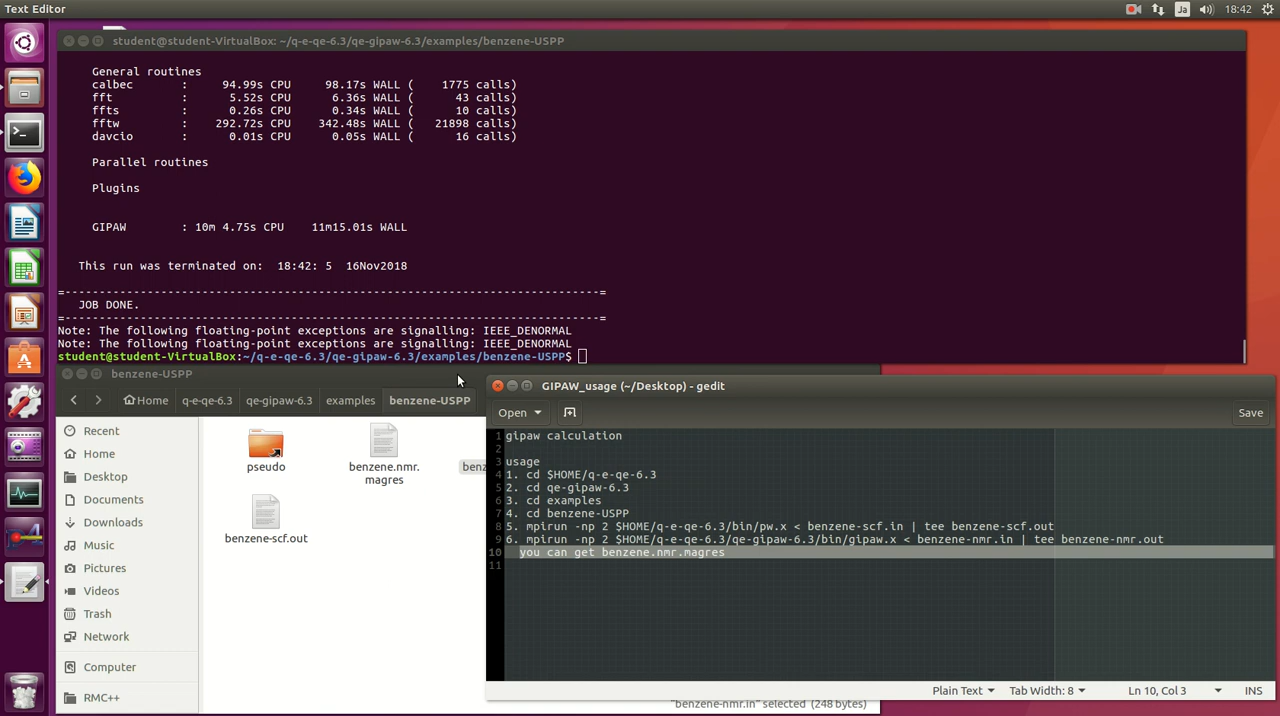 Text Editor
Ja
18:42
student@student-VirtualBox: ~/q-e-qe-6.3/qe-gipaw-6.3/examples/benzene-USPP
General routines
calbec : 94.99s CPU 98.17s WALL ( 1775 calls)
fft : 5.52s CPU 6.36s WALL ( 43 calls)
ffts : 0.26s CPU 0.34s WALL ( 10 calls)
fftw : 292.72s CPU 342.48s WALL ( 21898 calls)
davcio : 0.01s CPU 0.05s WALL ( 16 calls)
Parallel routines
Plugins
GIPAW : 10m 4.75s CPU 11m15.01s WALL
This run was terminated on: 18:42: 5 16Nov2018
=------------------------------------------------------------------------------=
JOB DONE.
=------------------------------------------------------------------------------=
Note: The following floating-point exceptions are signalling: IEEE_DENORMAL
Note: The following floating-point exceptions are signalling: IEEE_DENORMAL
student@student-VirtualBox:~/q-e-qe-6.3/qe-gipaw-6.3/examples/benzene-USPP$
benzene-USPP
Home q-e-qe-6.3 qe-gipaw-6.3 examples benzene-USPP
Recent
Home
Desktop
Documents
Downloads
Music
Pictures
Videos
Trash
Network
Computer
RMC++
pseudo
benzene.nmr.
magres
benz
benzene-scf.out
"benzene-nmr.in" selected (248 bytes)
GIPAW_usage (~/Desktop) - gedit
Open
Save
1 gipaw calculation
2
3 usage
4 1. cd $HOME/q-e-qe-6.3
5 2. cd qe-gipaw-6.3
6 3. cd examples
7 4. cd benzene-USPP
8 5. mpirun -np 2 $HOME/q-e-qe-6.3/bin/pw.x < benzene-scf.in | tee benzene-scf.out
9 6. mpirun -np 2 $HOME/q-e-qe-6.3/qe-gipaw-6.3/bin/gipaw.x < benzene-nmr.in | tee benzene-nmr.out
10 you can get benzene.nmr.magres
11
Plain Text Tab Width: 8 Ln 10, Col 3 INS